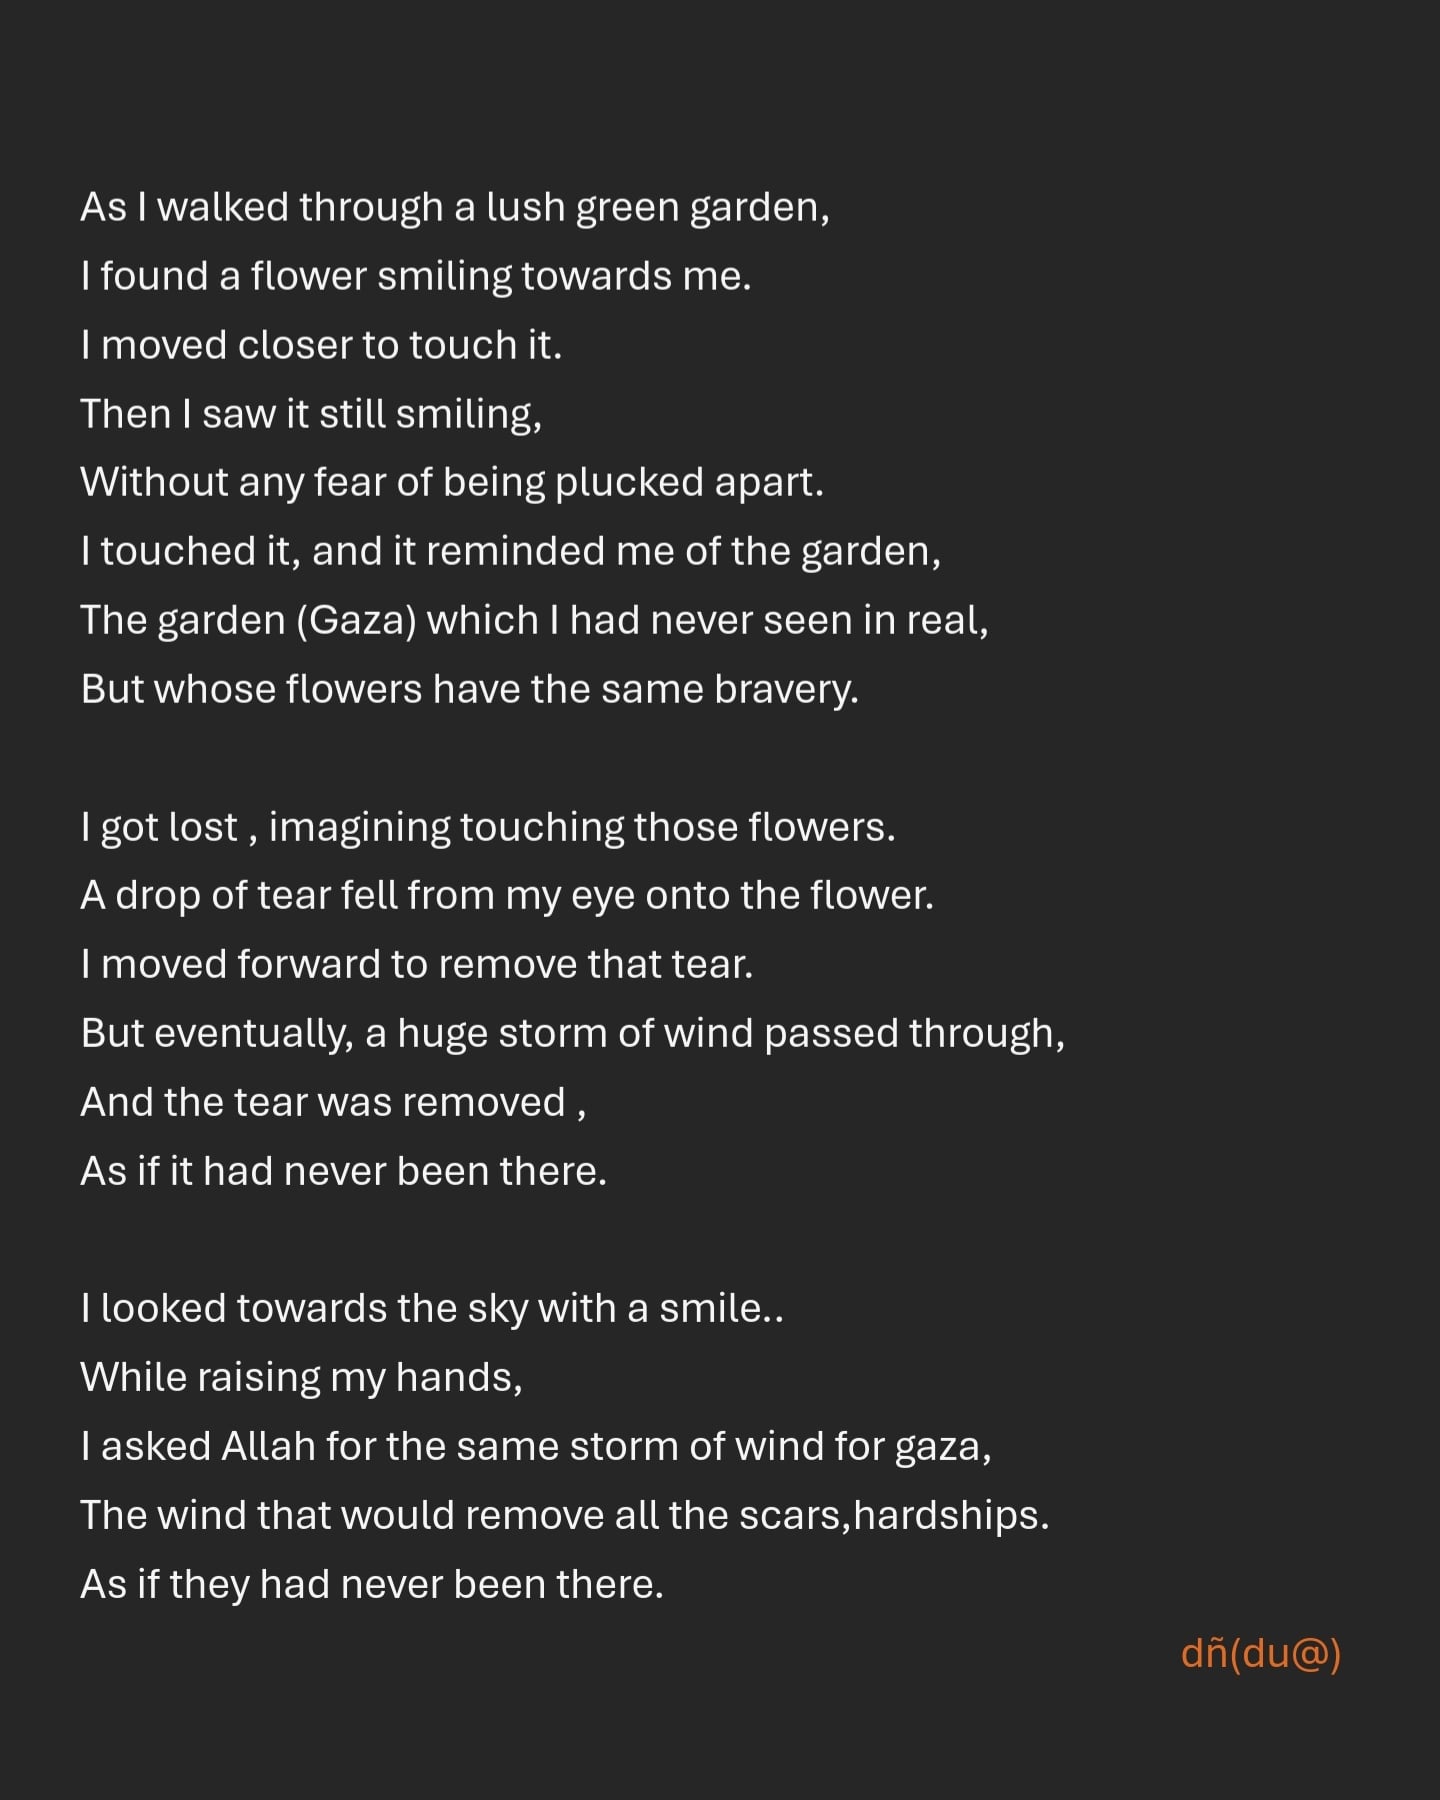 As I walked through a lush green garden,
I found a flower smiling towards me.
I moved closer to touch it.
Then I saw it still smiling,
Without any fear of being plucked apart.
I touched it, and it reminded me of the garden,
The garden (Gaza) which I had never seen in real,
But whose flowers have the same bravery.
I got lost , imagining touching those flowers.
A drop of tear fell from my eye onto the flower.
I moved forward to remove that tear.
But eventually, a huge storm of wind passed through,
And the tear was removed ,
As if it had never been there.
I looked towards the sky with a smile..
While raising my hands,
I asked Allah for the same storm of wind for gaza,
The wind that would remove all the scars,hardships.
As if they had never been there.
dñ(du@)